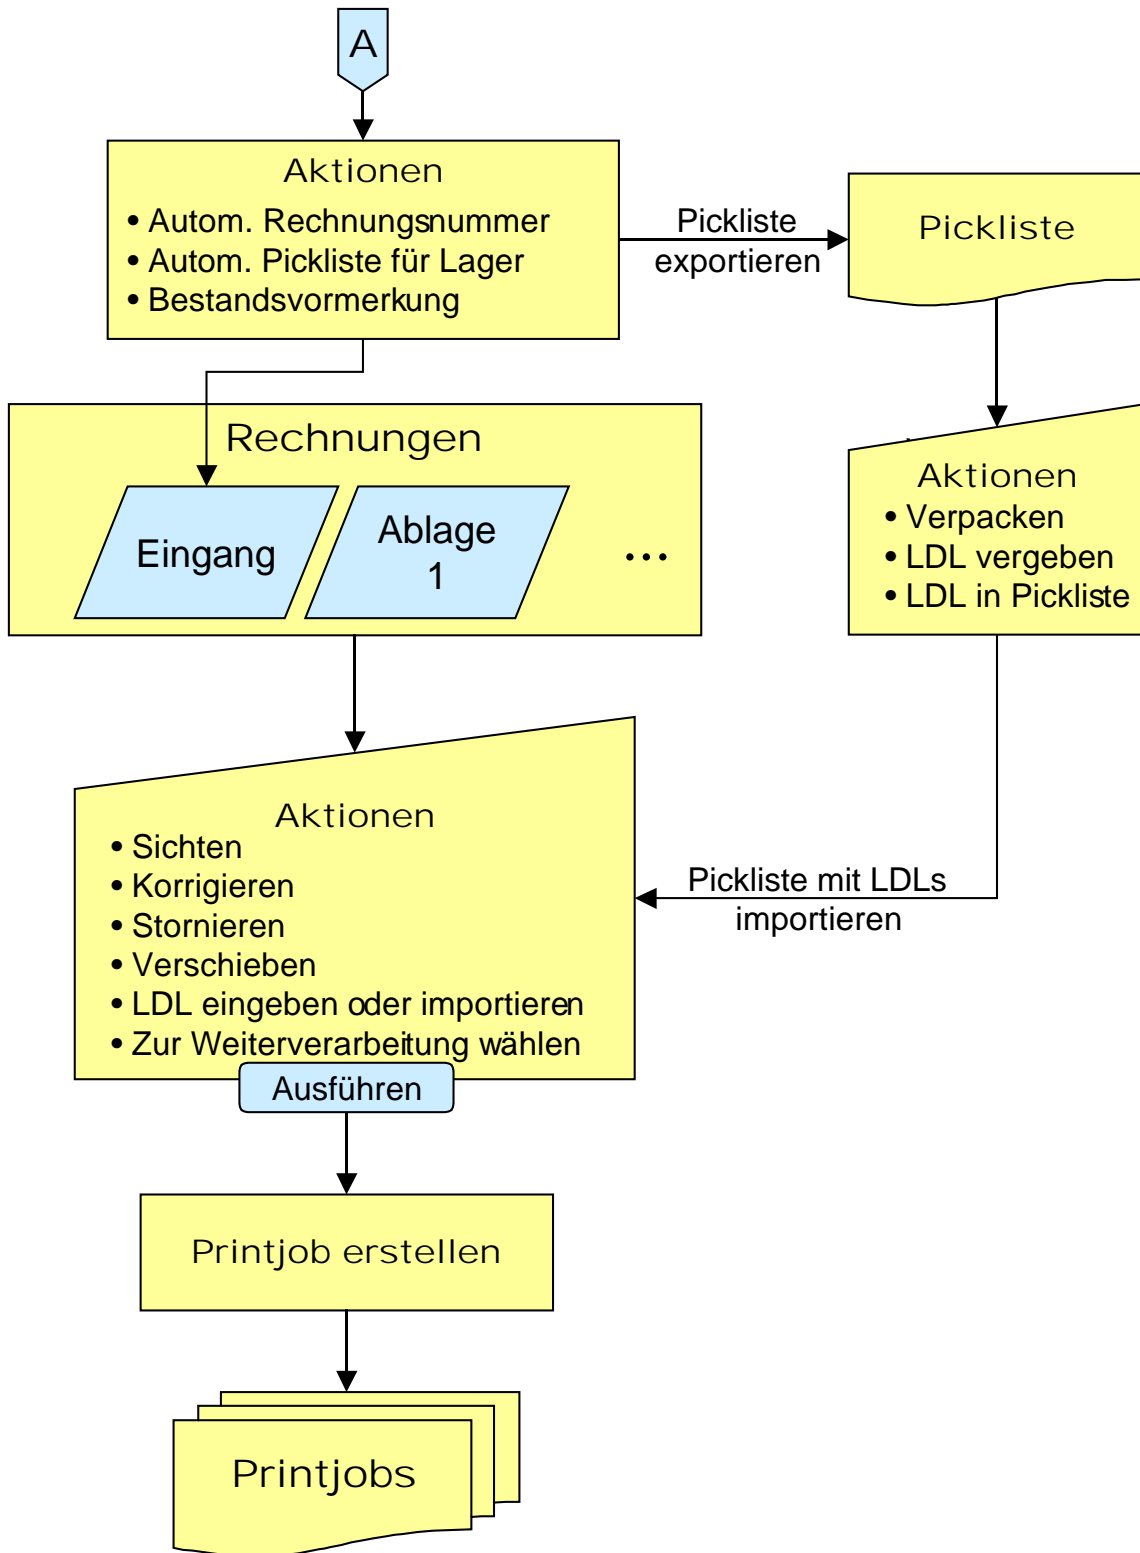 A
Aktionen
• Autom. Rechnungsnummer
• Autom. Pickliste für Lager
• Bestandsvormerkung
Pickliste
exportieren
Pickliste
Rechnungen
Eingang
Ablage
1
...
Aktionen
• Verpacken
• LDL vergeben
• LDL in Pickliste
Aktionen
• Sichten
• Korrigieren
• Stornieren
• Verschieben
• LDL eingeben oder importieren
• Zur Weiterverarbeitung wählen
Pickliste mit LDLs
importieren
Ausführen
Printjob erstellen
Printjobs